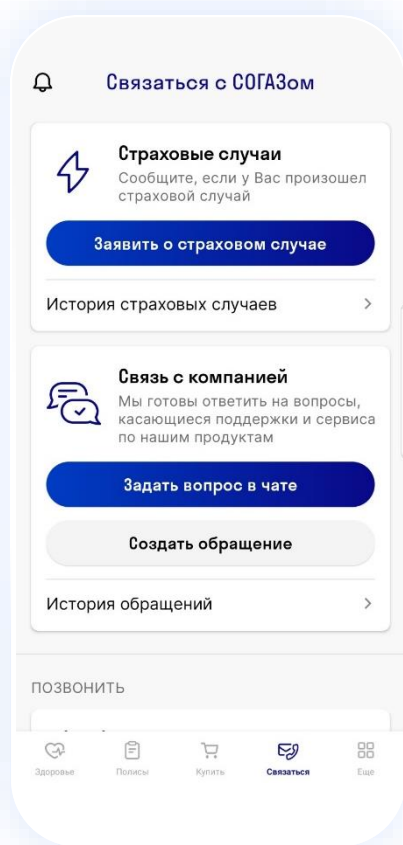 Связаться с СОГАЗом
Страховые случаи
Сообщите, если у Вас произошел
страховой случай
Заявить о страховом случае
История страховых случаев
Связь с компанией
Мы готовы ответить на вопросы,
касающиеся поддержки и сервиса
по нашим продуктам
Задать вопрос в чате
Создать обращение
История обращений
ПОЗВОНИТЬ
Здоровье Полисы Купить Связаться Еще